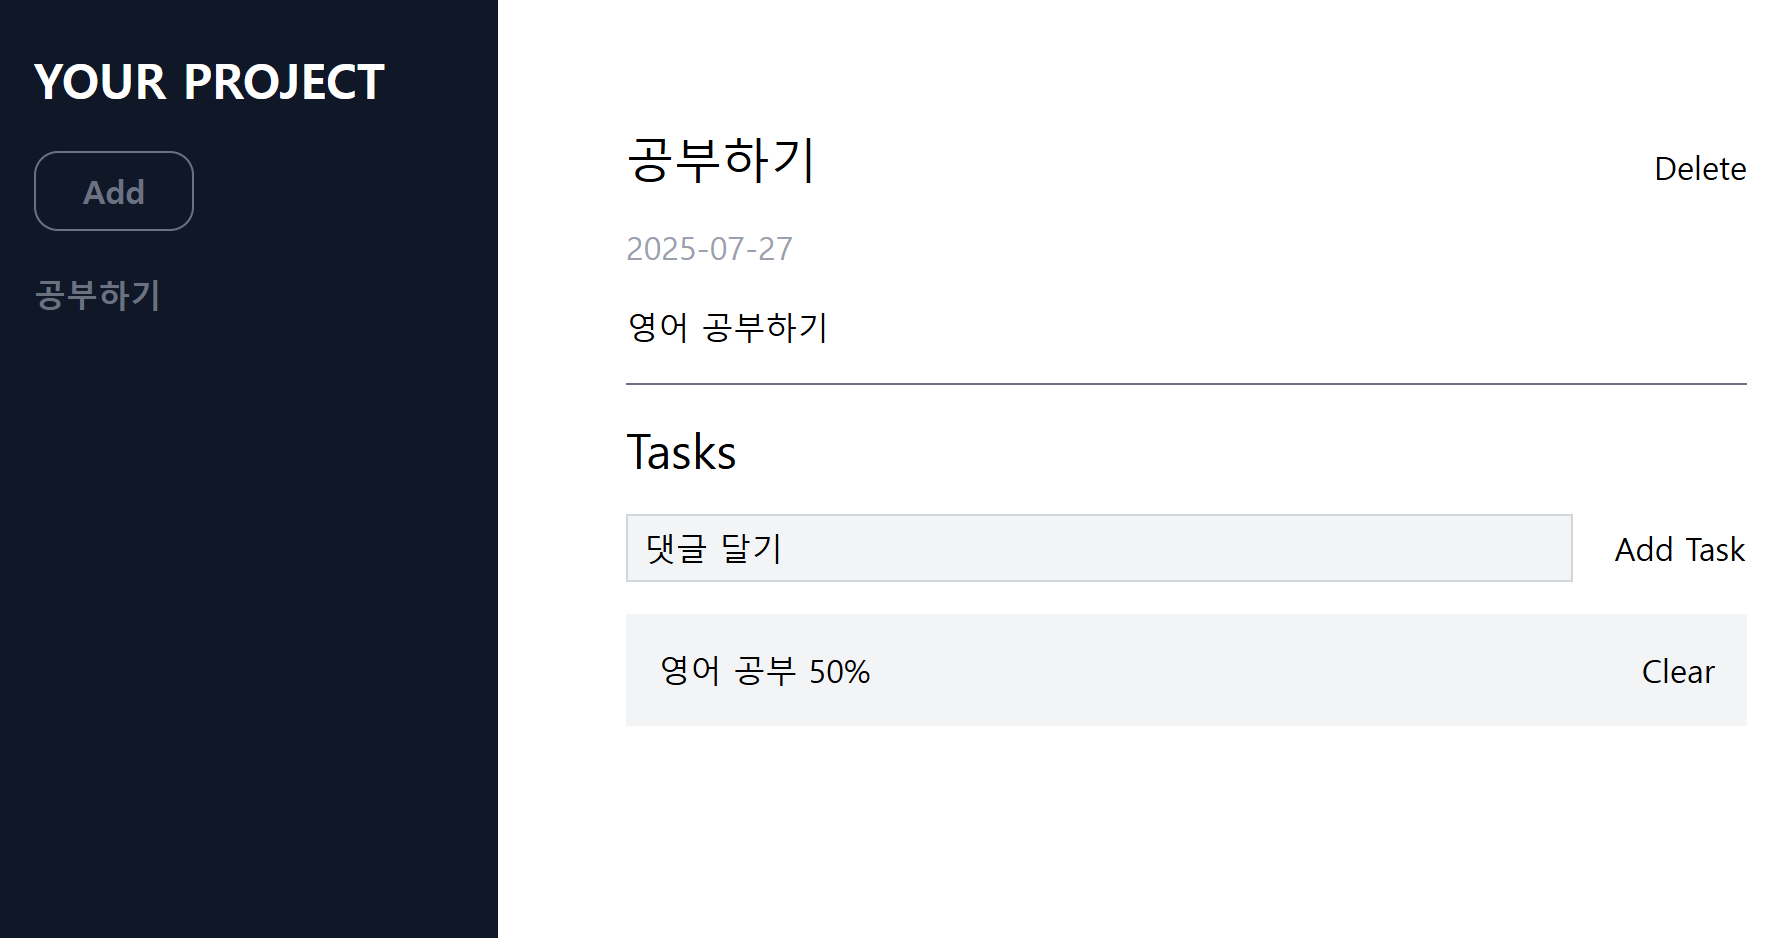 YOUR PROJECT
Add
공부하기
공부하기
Delete
2025-07-27
영어 공부하기
Tasks
댓글 달기
Add Task
영어 공부 50%
Clear